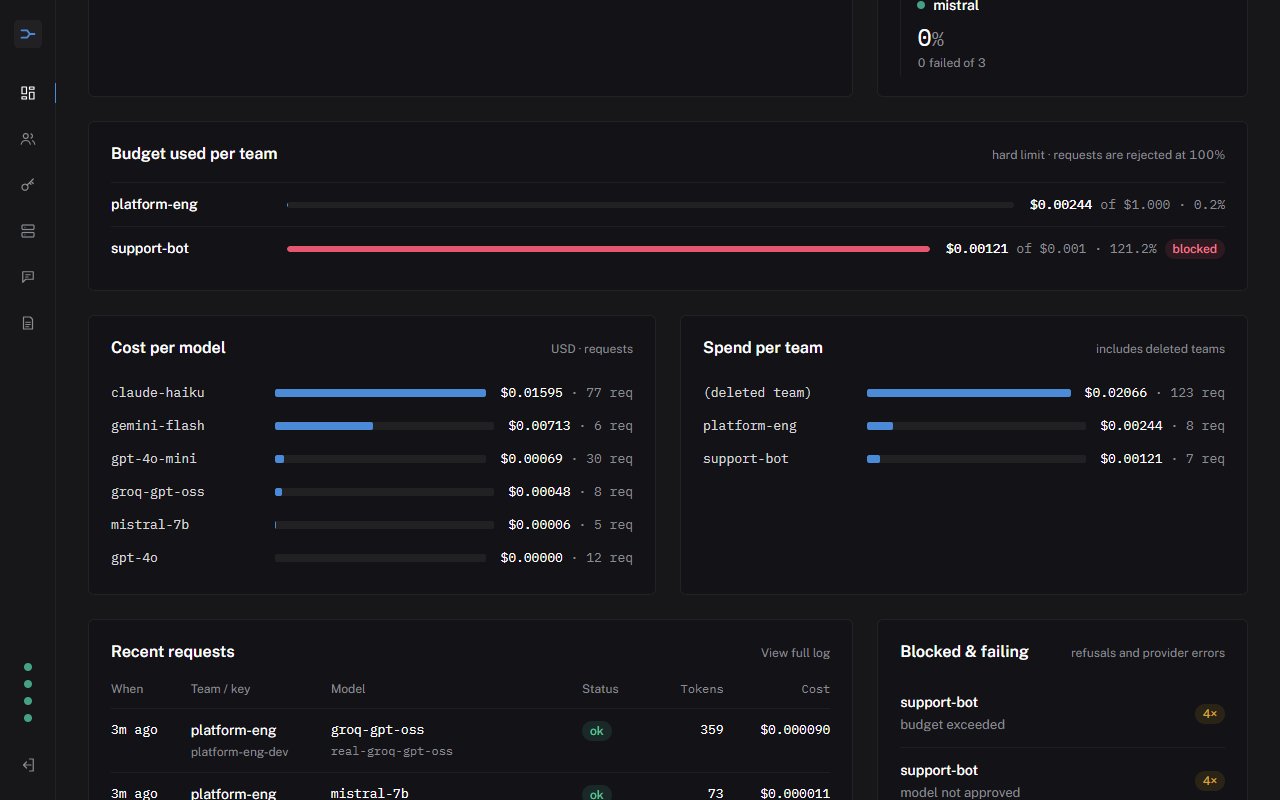 mistral
0%
0 failed of 3
Budget used per team
hard limit · requests are rejected at 100%
platform-eng $0.00244 of $1.000 · 0.2%
support-bot $0.00121 of $0.001 · 121.2% blocked
Cost per model
USD · requests
claude-haiku $0.01595 · 77 req
gemini-flash $0.00713 · 6 req
gpt-4o-mini $0.00069 · 30 req
groq-gpt-oss $0.00048 · 8 req
mistral-7b $0.00006 · 5 req
gpt-4o $0.00000 · 12 req
Spend per team
includes deleted teams
(deleted team) $0.02066 · 123 req
platform-eng $0.00244 · 8 req
support-bot $0.00121 · 7 req
Recent requests
View full log
When Team / key Model Status Tokens Cost
3m ago platform-eng groq-gpt-oss ok 359 $0.000090
platform-eng-dev real-groq-gpt-oss
3m ago platform-eng mistral-7b ok 73 $0.000011
Blocked & failing
refusals and provider errors
support-bot
budget exceeded
4×
support-bot
model not approved
4×